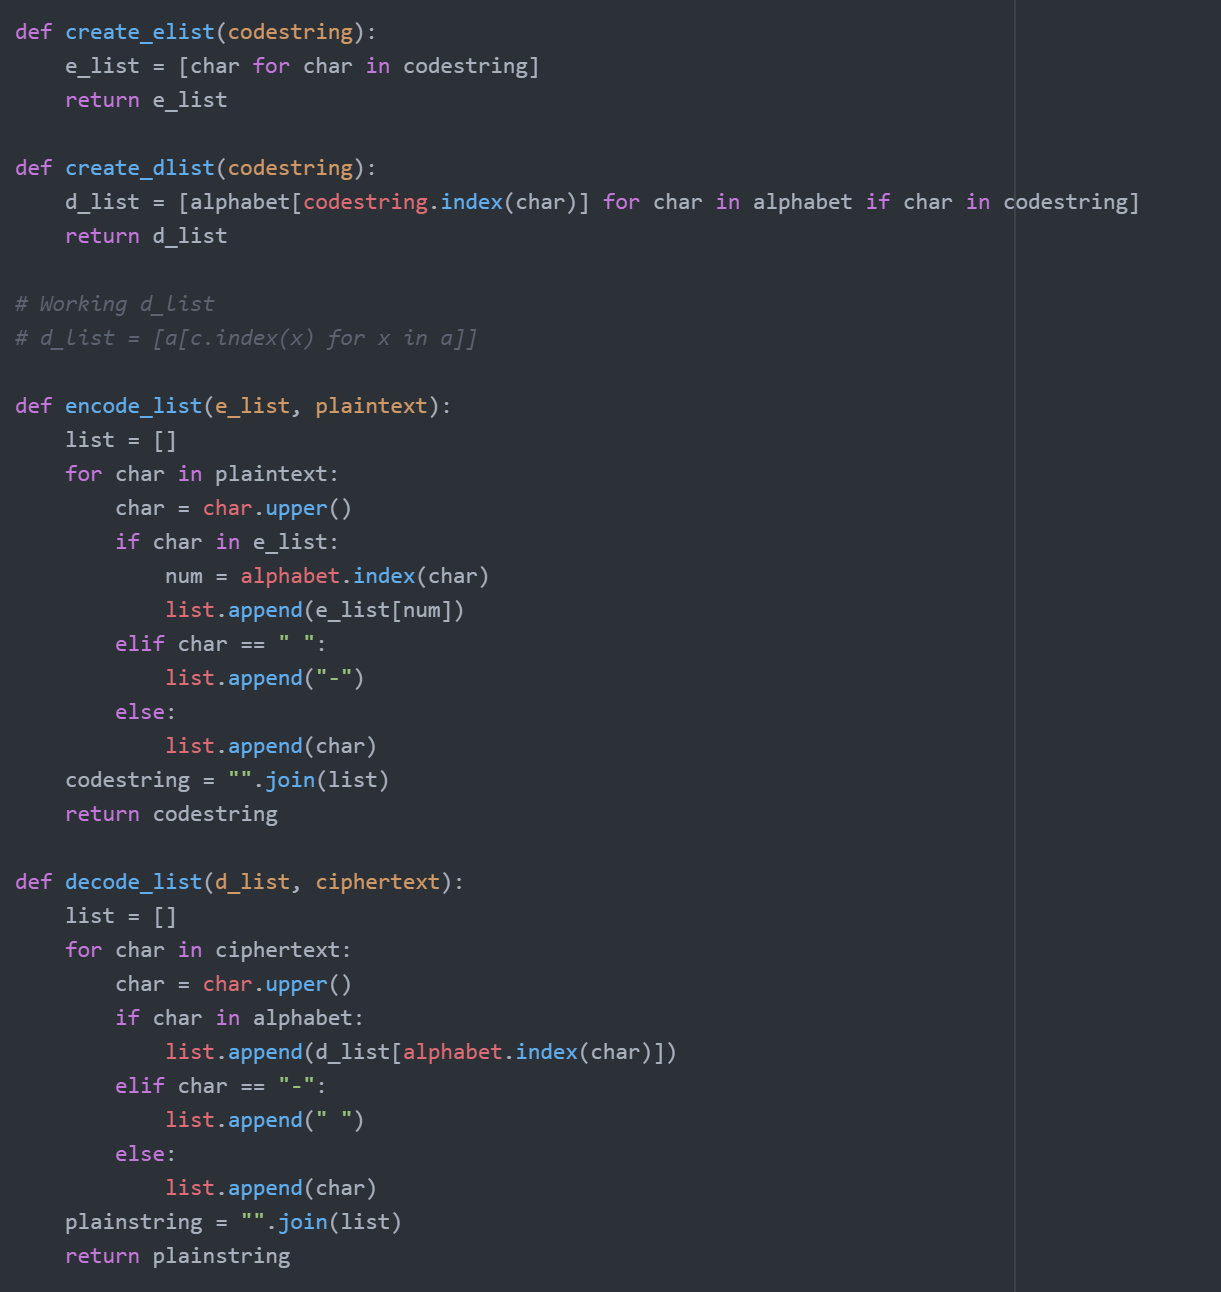 def create_elist(codestring):
    e_list = [char for char in codestring]
    return e_list

def create_dlist(codestring):
    d_list = [alphabet[codestring.index(char)] for char in alphabet if char in codestring]
    return d_list

# Working d_list
# d_list = [a[c.index(x) for x in a]]

def encode_list(e_list, plaintext):
    list = []
    for char in plaintext:
        char = char.upper()
        if char in e_list:
            num = alphabet.index(char)
            list.append(e_list[num])
        elif char == " ":
            list.append("-")
        else:
            list.append(char)
    codestring = "".join(list)
    return codestring

def decode_list(d_list, ciphertext):
    list = []
    for char in ciphertext:
        char = char.upper()
        if char in alphabet:
            list.append(d_list[alphabet.index(char)])
        elif char == "-":
            list.append(" ")
        else:
            list.append(char)
    plainstring = "".join(list)
    return plainstring